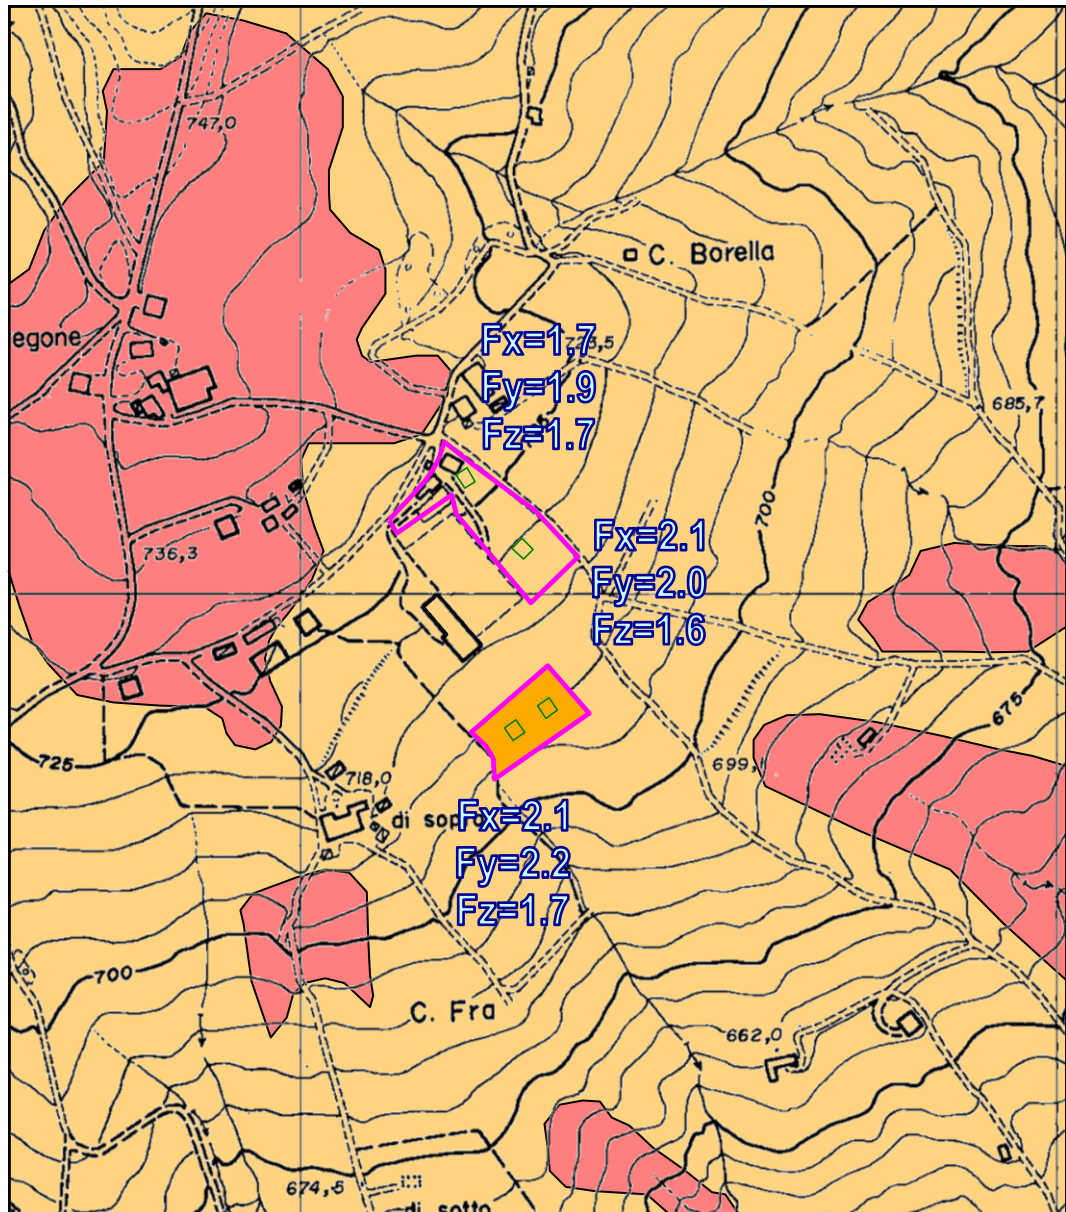 747,0
C. Borella
egone
Fx=1.7
Fy=1.9
Fz=1.7
685,7
700
736,3
Fx=2.1
Fy=2.0
Fz=1.6
675
725
718,0
699,1
di sopra
Fx=2.1
Fy=2.2
Fz=1.7
700
C. Fra
662,0
674,5
di sotto